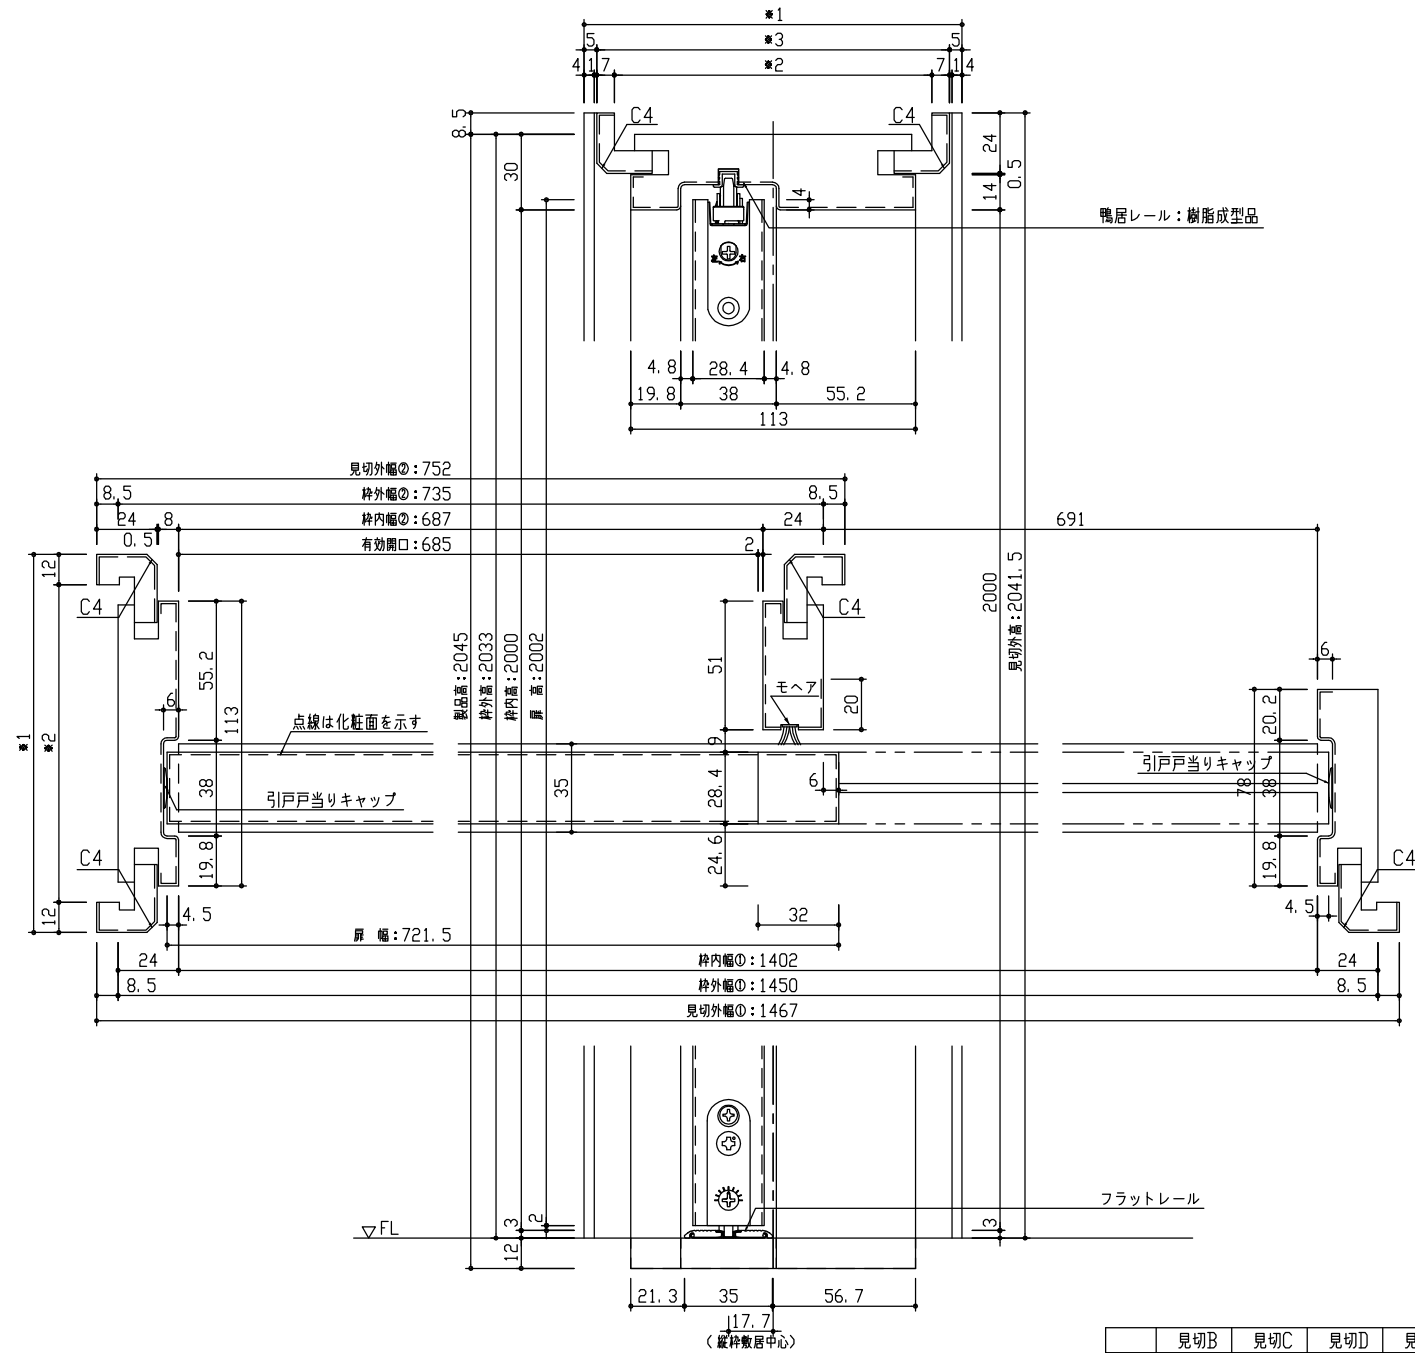 ※1
5 ※3 5
4 1 7 ※2 7 1 4
C4 C4
8.5
30
4
24
0.5
14
鴨居レール:樹脂成型品
左 右
4.8 28.4 4.8
19.8 38 55.2
113
見切外幅②:752
8.5 枠外幅②:735 8.5
24 8 枠内幅②:687 24 691
0.5 有効開口:685 2
12
C4 C4
※1
※2
55.2
113
6
38
19.8
12
点線は化粧面を示す
引戸戸当りキャップ
製品高:2045
枠外高:2033
枠内高:2000
扉 高:2002
35
51
モヘア
20
9
28.4
24.6
6
2000
見切外高:2041.5
6
20.2
引戸戸当りキャップ
78
38
19.8
C4 C4
4.5 32 4.5
扉 幅:721.5
24 枠内幅①:1402 24
8.5 枠外幅①:1450 8.5
見切外幅①:1467
フラットレール
▽FL
3
2
12
3
21.3 35 56.7
17.7
(縦枠敷居中心)
見切B 見切C 見切D 見